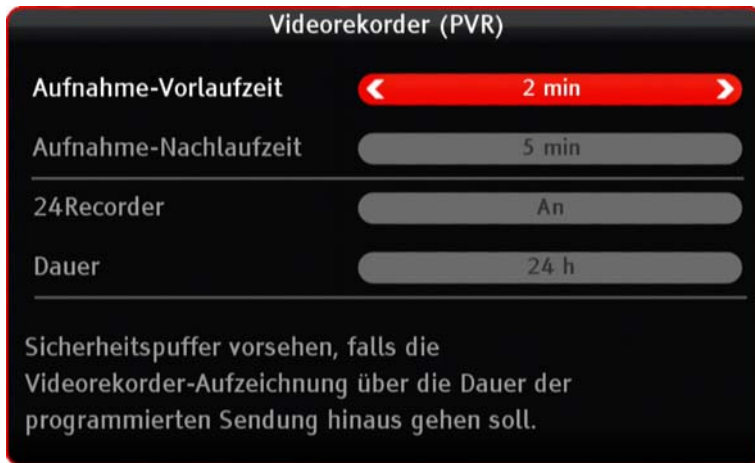 Videorekorder (PVR)
Aufnahme-Vorlaufzeit 2 min
Aufnahme-Nachlaufzeit 5 min
24Recorder An
Dauer 24 h
Sicherheitspuffer vorsehen, falls die
Videorekorder-Aufzeichnung über die Dauer der
programmierten Sendung hinaus gehen soll.